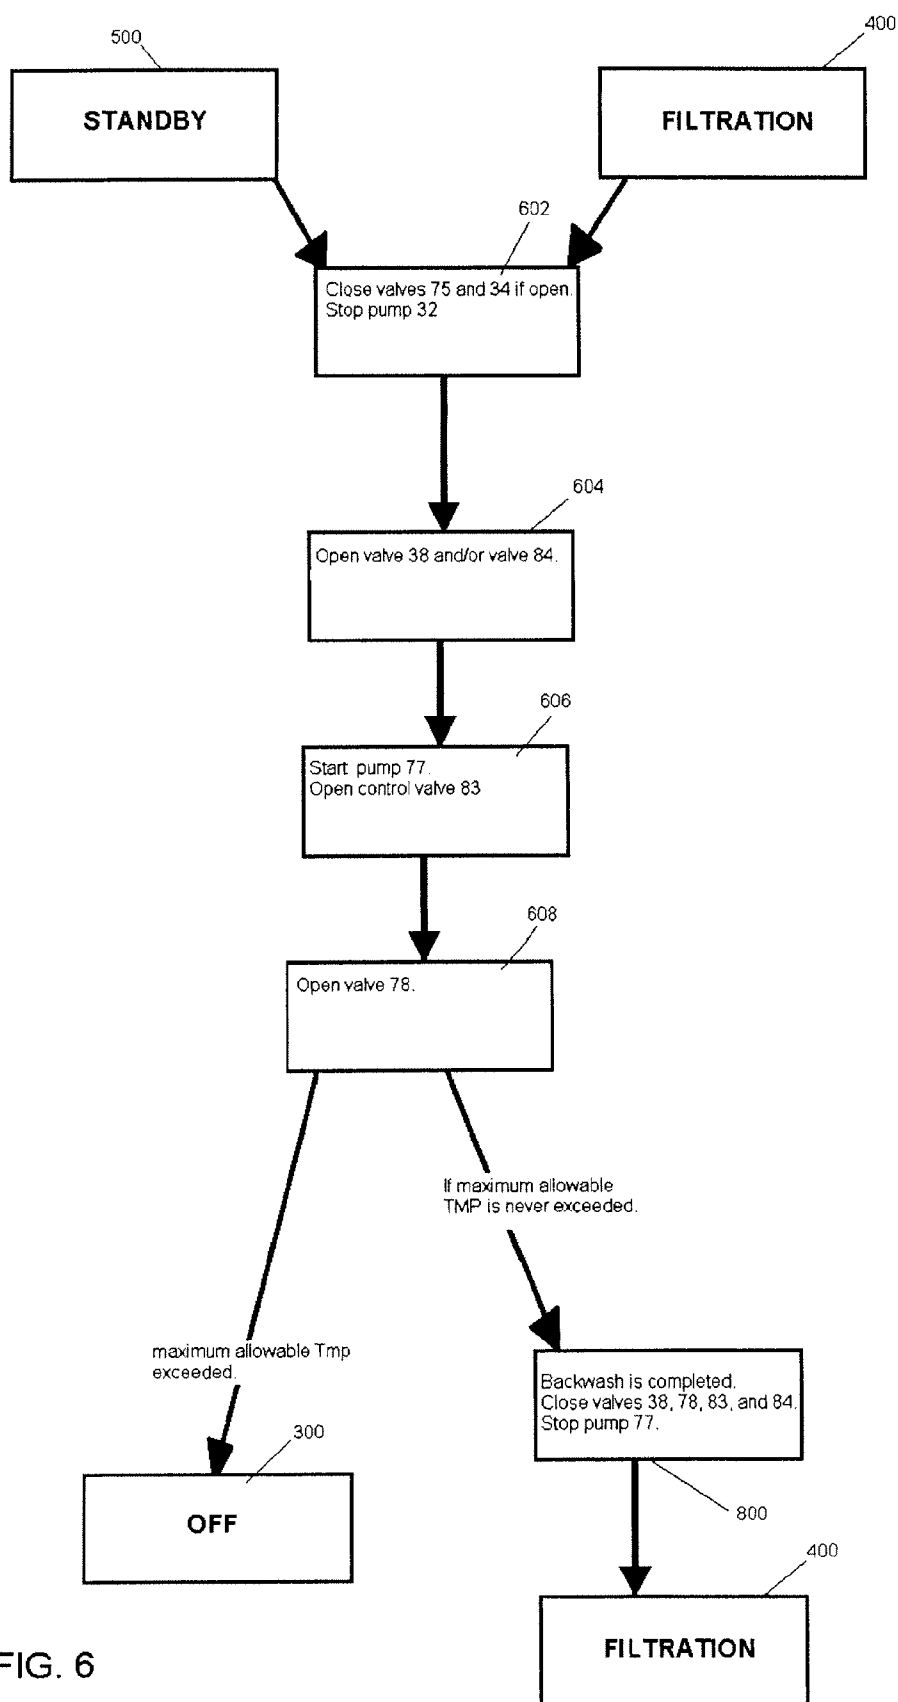 500
400
STANDBY
FILTRATION
602
Close valves 75 and 34 if open.
Stop pump 32
604
Open valve 38 and/or valve 84.
606
Start pump 77.
Open control valve 83
608
Open valve 78.
If maximum allowable
TMP is never exceeded.
maximum allowable Tmp
exceeded.
Backwash is completed.
Close valves 38, 78, 83, and 84.
Stop pump 77.
300
OFF
800
400
FILTRATION
FIG. 6